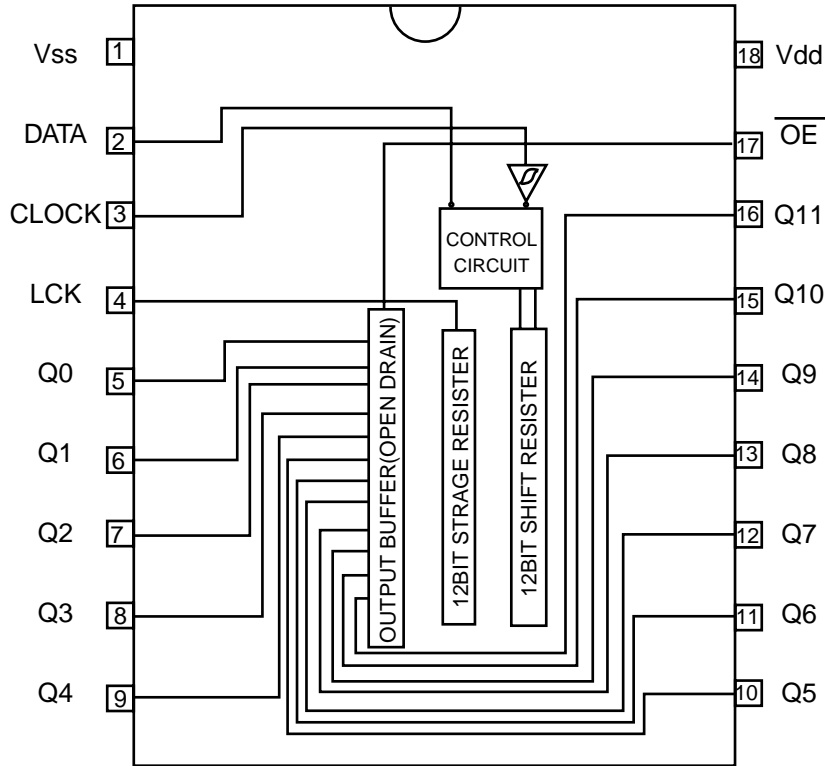 Vss 1
18 Vdd
DATA 2
17 O̅E̅
CLOCK 3
16 Q11
CONTROL
CIRCUIT
LCK 4
15 Q10
Q0 5
14 Q9
Q1 6
13 Q8
Q2 7
12 Q7
Q3 8
11 Q6
Q4 9
10 Q5
OUTPUT BUFFER(OPEN DRAIN)
12BIT STRAGE RESISTER
12BIT SHIFT RESISTER